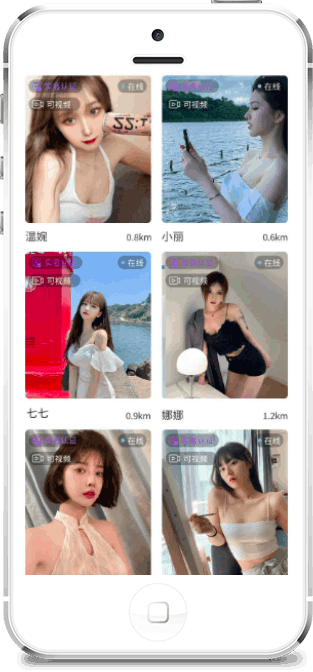 实名认证 在线
可视频
实名认证 在线
可视频
温婉 0.8km
小丽 0.6km
实名认证 在线
可视频
实名认证 在线
可视频
七七 0.9km
娜娜 1.2km
实名认证 在线
可视频
实名认证 在线
可视频